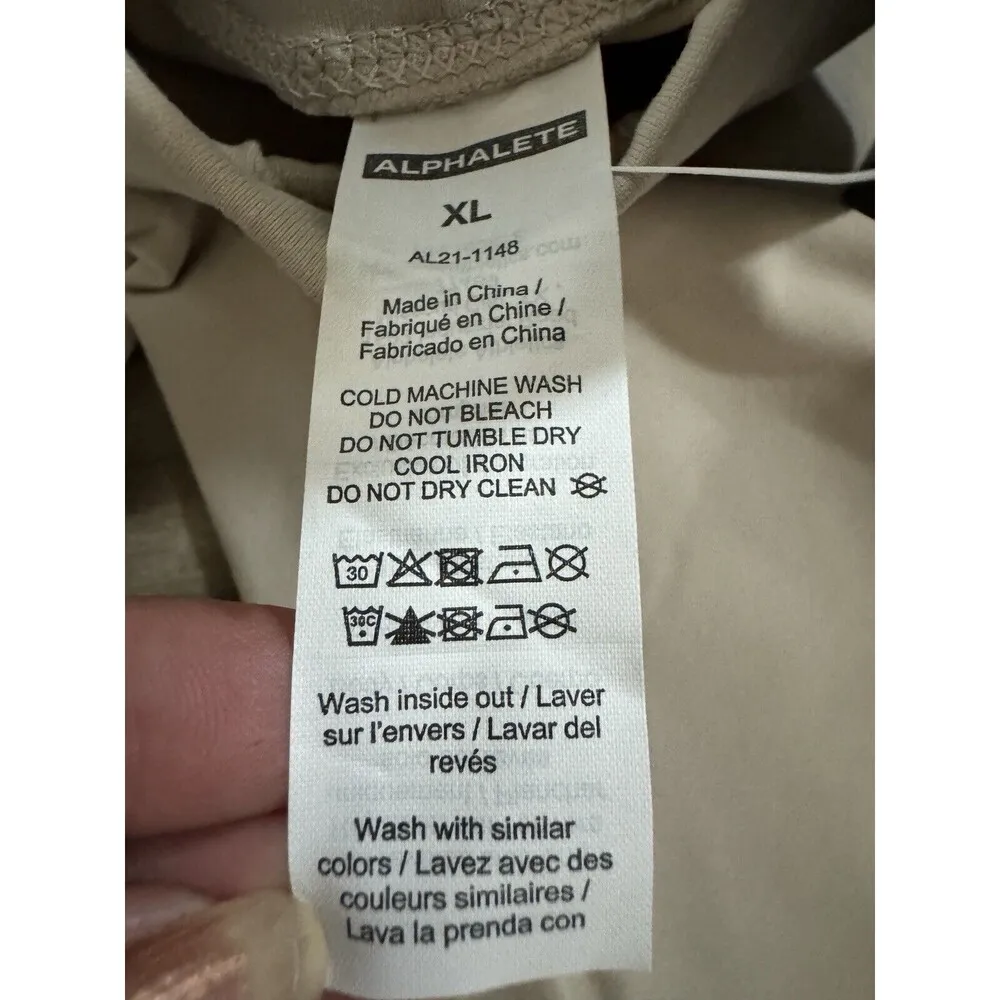 ALPHALETE
XL
AL21-1148
Made in China /
Fabriqué en Chine /
Fabricado en China
COLD MACHINE WASH
DO NOT BLEACH
DO NOT TUMBLE DRY
COOL IRON
DO NOT DRY CLEAN
30
30C
Wash inside out / Laver
sur l'envers / Lavar del
revés
Wash with similar
colors / Lavez avec des
couleurs similaires /
Lava la prenda con